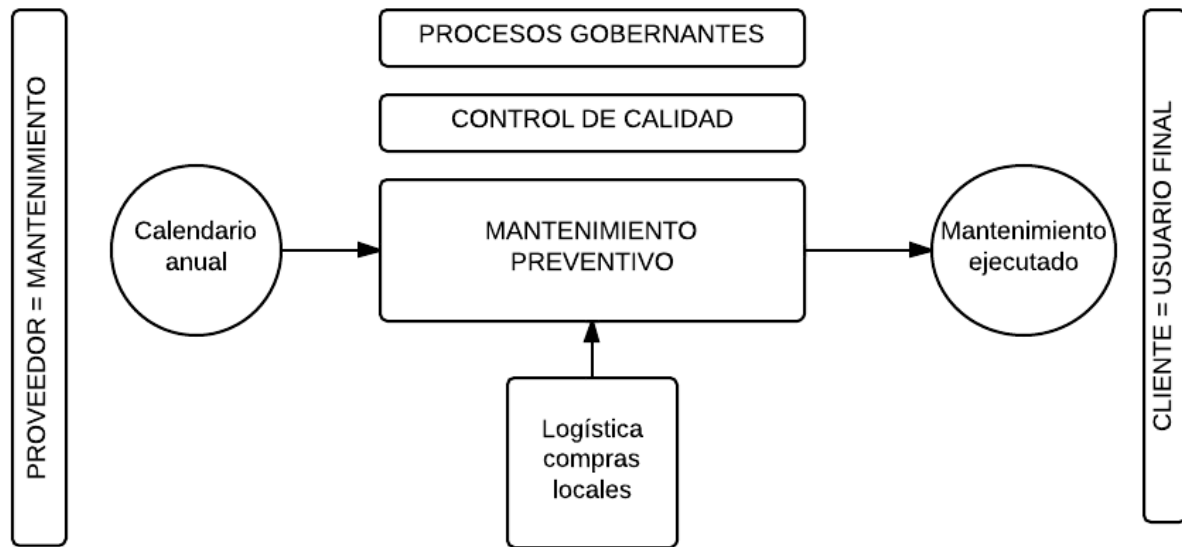 PROVEEDOR = MANTENIMIENTO
PROCESOS GOBERNANTES
CONTROL DE CALIDAD
Calendario
anual
MANTENIMIENTO
PREVENTIVO
Mantenimiento
ejecutado
Logística
compras
locales
CLIENTE = USUARIO FINAL